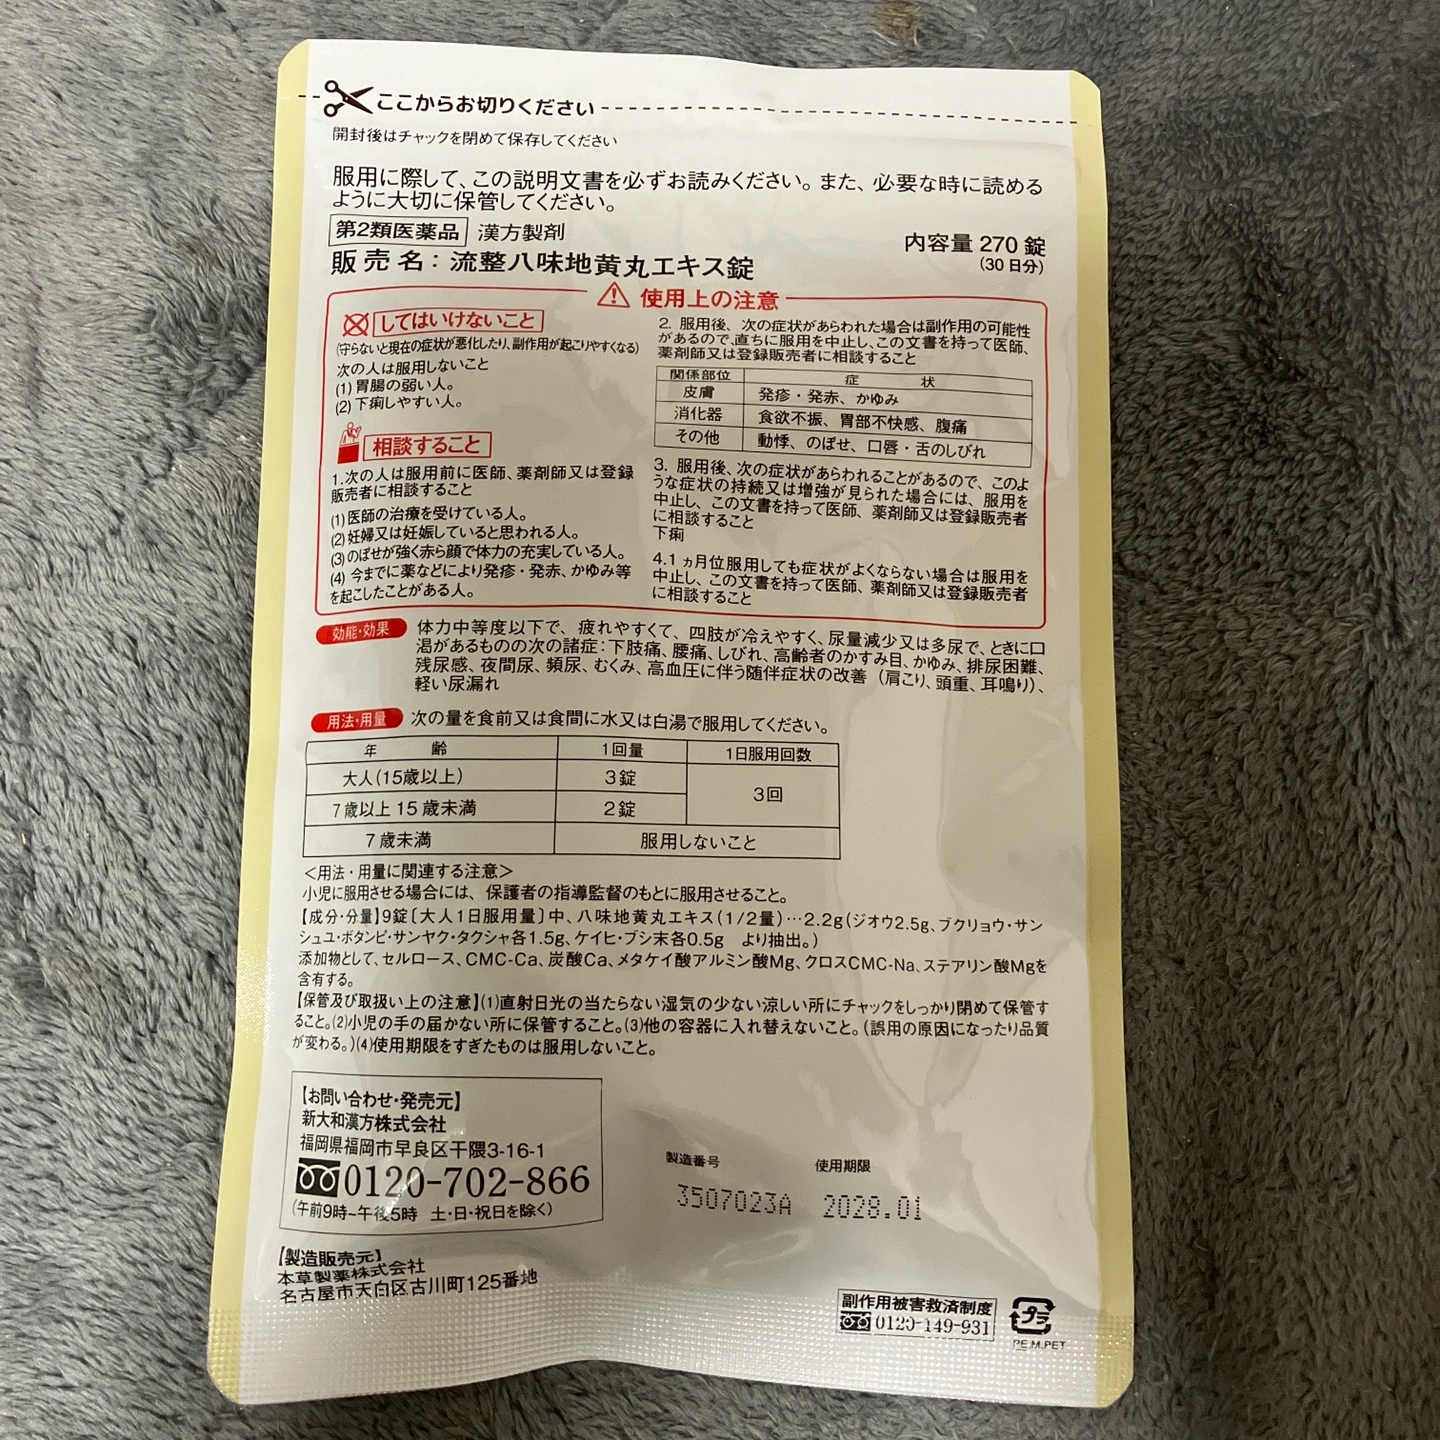 ここからお切りください
開封後はチャックを閉めて保存してください
服用に際して、この説明文書を必ずお読みください。また、必要な時に読める
ように大切に保管してください。
第2類医薬品 漢方製剤
内容量 270 錠
(30 日分)
販売名：流整八味地黄丸エキス錠
使用上の注意
してはいけないこと
(守らないと現在の症状が悪化したり、副作用が起こりやすくなる)
次の人は服用しないこと
(1) 胃腸の弱い人。
(2) 下痢しやすい人。
相談すること
1.次の人は服用前に医師、薬剤師又は登録
販売者に相談すること
(1) 医師の治療を受けている人。
(2) 妊婦又は妊娠していると思われる人。
(3) のぼせが強く赤ら顔で体力の充実している人。
(4) 今までに薬などにより発疹・発赤、かゆみ等
を起こしたことがある人。
2. 服用後、次の症状があらわれた場合は副作用の可能性
があるので、直ちに服用を中止し、この文書を持って医師、
薬剤師又は登録販売者に相談すること
関係部位 症状
皮膚 発疹・発赤、かゆみ
消化器 食欲不振、胃部不快感、腹痛
その他 動悸、のぼせ、口唇・舌のしびれ
3. 服用後、次の症状があらわれることがあるので、このよ
うな症状の持続又は増強が見られた場合には、服用を
中止し、この文書を持って医師、薬剤師又は登録販売者
に相談すること
下痢
4.1ヵ月位服用しても症状がよくならない場合は服用を
中止し、この文書を持って医師、薬剤師又は登録販売者
に相談すること
効能・効果 体力中等度以下で、疲れやすくて、四肢が冷えやすく、尿量減少又は多尿で、ときに口
渇があるものの次の諸症：下肢痛、腰痛、しびれ、高齢者のかすみ目、かゆみ、排尿困難、
残尿感、夜間尿、頻尿、むくみ、高血圧に伴う随伴症状の改善（肩こり、頭重、耳鳴り）、
軽い尿漏れ
用法・用量 次の量を食前又は食間に水又は白湯で服用してください。
年齢 1回量 1日服用回数
大人(15歳以上) 3錠 3回
7歳以上15歳未満 2錠
7歳未満 服用しないこと
＜用法・用量に関連する注意＞
小児に服用させる場合には、保護者の指導監督のもとに服用させること。
【成分・分量】9錠〔大人1日服用量〕中、八味地黄丸エキス(1/2量)…2.2g(ジオウ2.5g、ブクリョウ・サン
シュユ・ボタンピ・サンヤク・タクシャ各1.5g、ケイヒ・ブシ末各0.5g より抽出。)
添加物として、セルロース、CMC-Ca、炭酸Ca、メタケイ酸アルミン酸Mg、クロスCMC-Na、ステアリン酸Mgを
含有する。
【保管及び取扱い上の注意】(1)直射日光の当たらない湿気の少ない涼しい所にチャックをしっかり閉めて保管す
ること。(2)小児の手の届かない所に保管すること。(3)他の容器に入れ替えないこと。(誤用の原因になったり品質
が変わる。)(4)使用期限をすぎたものは服用しないこと。
【お問い合わせ・発売元】
新大和漢方株式会社
福岡県福岡市早良区干隈3-16-1
0120-702-866
(午前9時~午後5時 土・日・祝日を除く)
製造番号 使用期限
3507023A 2028.01
【製造販売元】
本草製薬株式会社
名古屋市天白区古川町125番地
副作用被害救済制度
0120-149-931
プラ
PE.M.PET